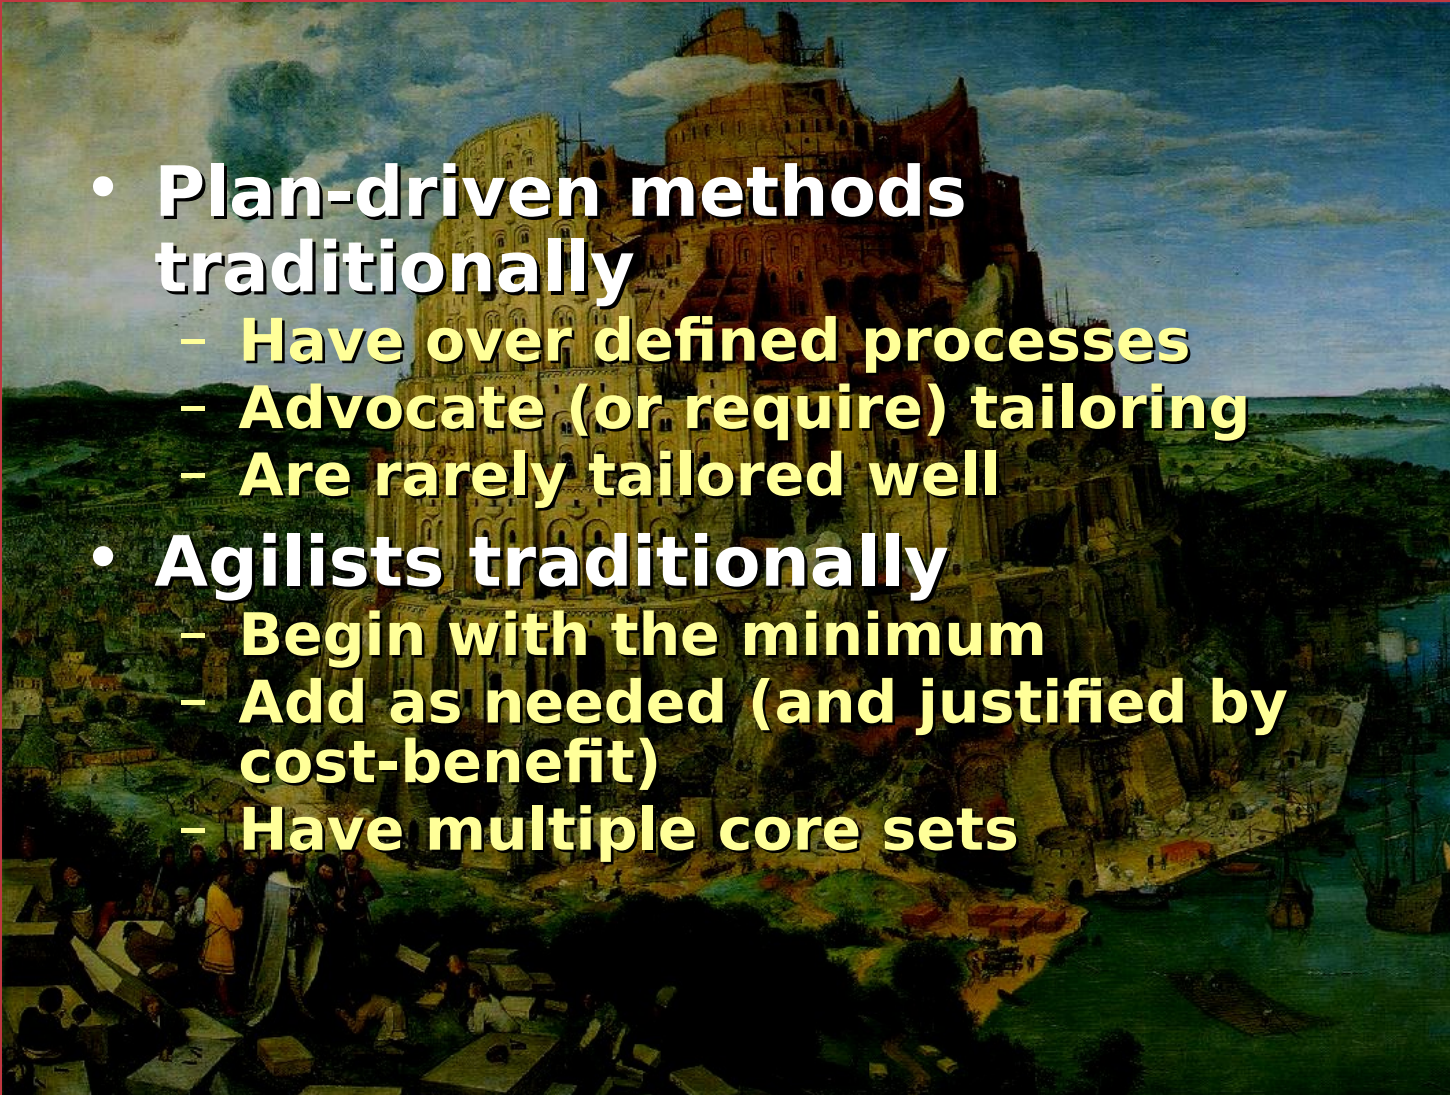 • Plan-driven methods
traditionally
– Have over defined processes
– Advocate (or require) tailoring
– Are rarely tailored well
• Agilists traditionally
– Begin with the minimum
– Add as needed (and justified by
cost-benefit)
– Have multiple core sets